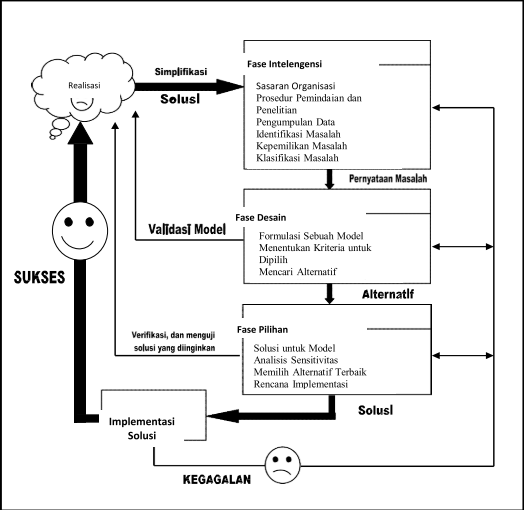 Realisasi
Simplifikasi
Solusi
Fase Intelengensi
Sasaran Organisasi
Prosedur Pemindaian dan
Penelitian
Pengumpulan Data
Identifikasi Masalah
Kepemilikan Masalah
Klasifikasi Masalah
Pernyataan Masalah
Fase Desain
Formulasi Sebuah Model
Menentukan Kriteria untuk
Dipilih
Mencari Alternatif
Validasi Model
Alternatif
SUKSES
Verifikasi, dan menguji
solusi yang diinginkan
Fase Pilihan
Solusi untuk Model
Analisis Sensitivitas
Memilih Alternatif Terbaik
Rencana Implementasi
Solusi
Implementasi
Solusi
KEGAGALAN